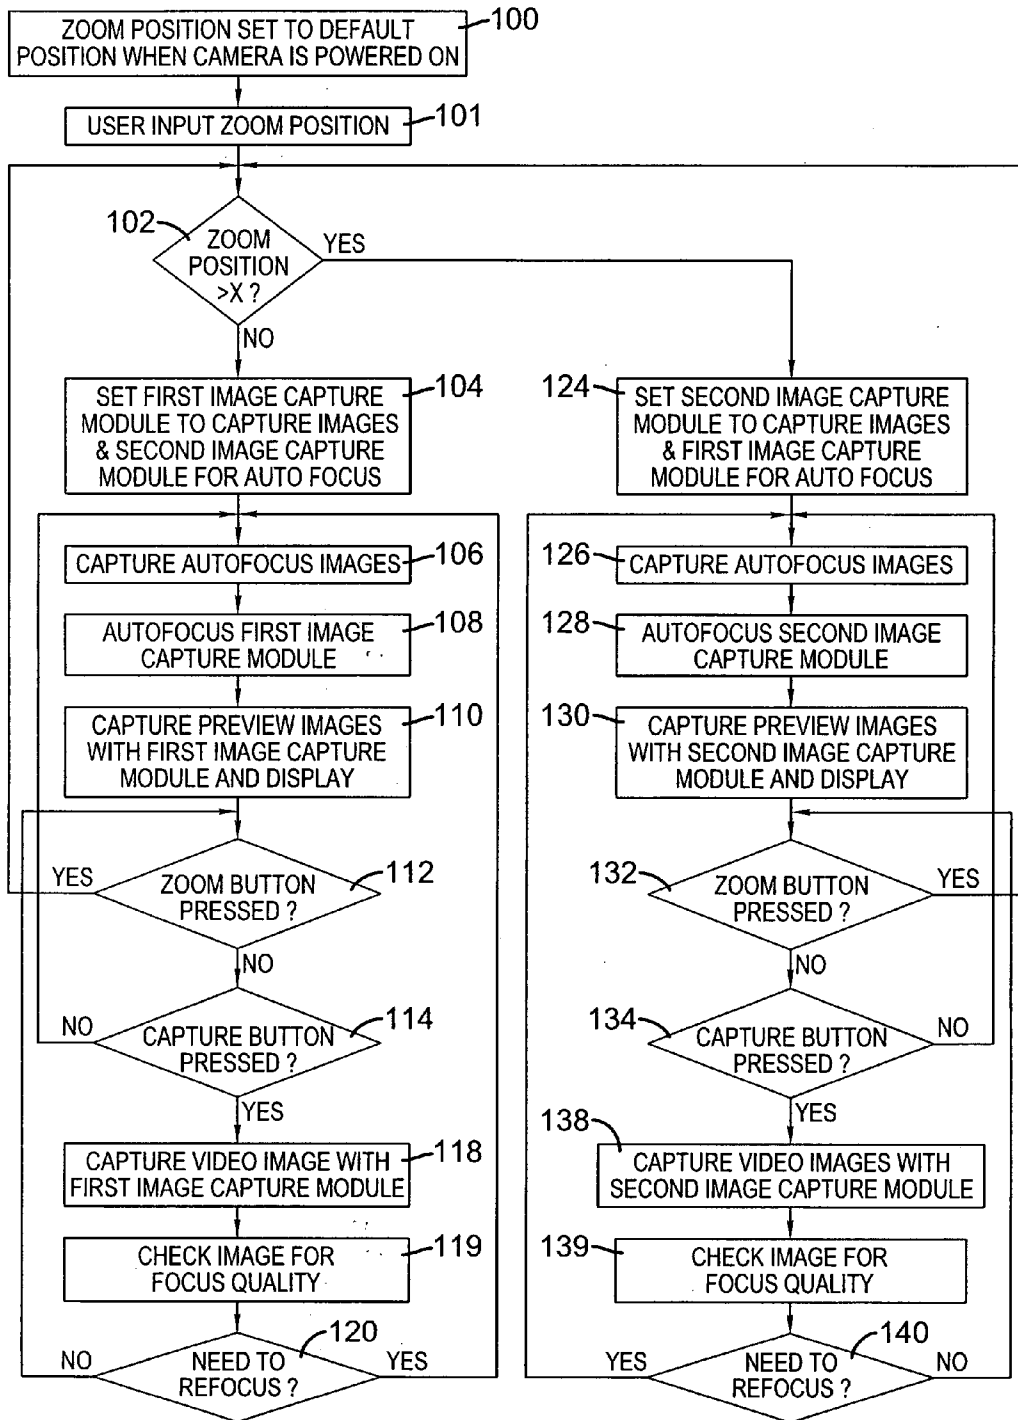 ZOOM POSITION SET TO DEFAULT
POSITION WHEN CAMERA IS POWERED ON
100
USER INPUT ZOOM POSITION
101
102
ZOOM
POSITION
>X ?
YES
NO
SET FIRST IMAGE CAPTURE
MODULE TO CAPTURE IMAGES
& SECOND IMAGE CAPTURE
MODULE FOR AUTO FOCUS
104
CAPTURE AUTOFOCUS IMAGES
106
AUTOFOCUS FIRST IMAGE
CAPTURE MODULE
108
CAPTURE PREVIEW IMAGES
WITH FIRST IMAGE CAPTURE
MODULE AND DISPLAY
110
YES
ZOOM BUTTON
PRESSED ?
112
NO
NO
CAPTURE BUTTON
PRESSED ?
114
YES
CAPTURE VIDEO IMAGE WITH
FIRST IMAGE CAPTURE MODULE
118
CHECK IMAGE FOR
FOCUS QUALITY
119
NO
NEED TO
REFOCUS ?
120
YES
124
SET SECOND IMAGE CAPTURE
MODULE TO CAPTURE IMAGES
& FIRST IMAGE CAPTURE
MODULE FOR AUTO FOCUS
126
CAPTURE AUTOFOCUS IMAGES
128
AUTOFOCUS SECOND IMAGE
CAPTURE MODULE
130
CAPTURE PREVIEW IMAGES
WITH SECOND IMAGE CAPTURE
MODULE AND DISPLAY
132
ZOOM BUTTON
PRESSED ?
YES
NO
134
CAPTURE BUTTON
PRESSED ?
NO
YES
138
CAPTURE VIDEO IMAGES WITH
SECOND IMAGE CAPTURE MODULE
139
CHECK IMAGE FOR
FOCUS QUALITY
YES
NEED TO
REFOCUS ?
140
NO